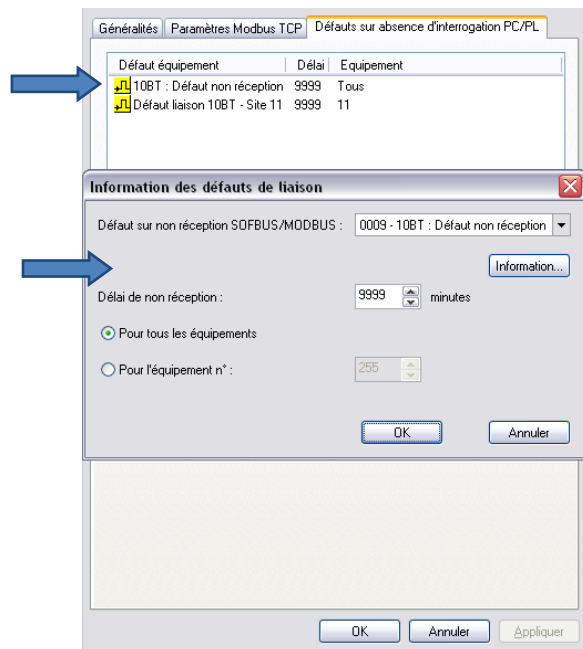 Généralités Paramètres Modbus TCP Défauts sur absence d'interrogation PC/PL
Défaut équipement Délai Equipement
10BT : Défaut non réception 9999 Tous
Défaut liaison 10BT - Site 11 9999 11
Information des défauts de liaison
Défaut sur non réception SOFBUS/MODBUS : 0009 - 10BT : Défaut non réception
Information...
Délai de non réception : 9999 minutes
Pour tous les équipements
Pour l'équipement n° : 255
OK Annuler
OK Annuler Appliquer